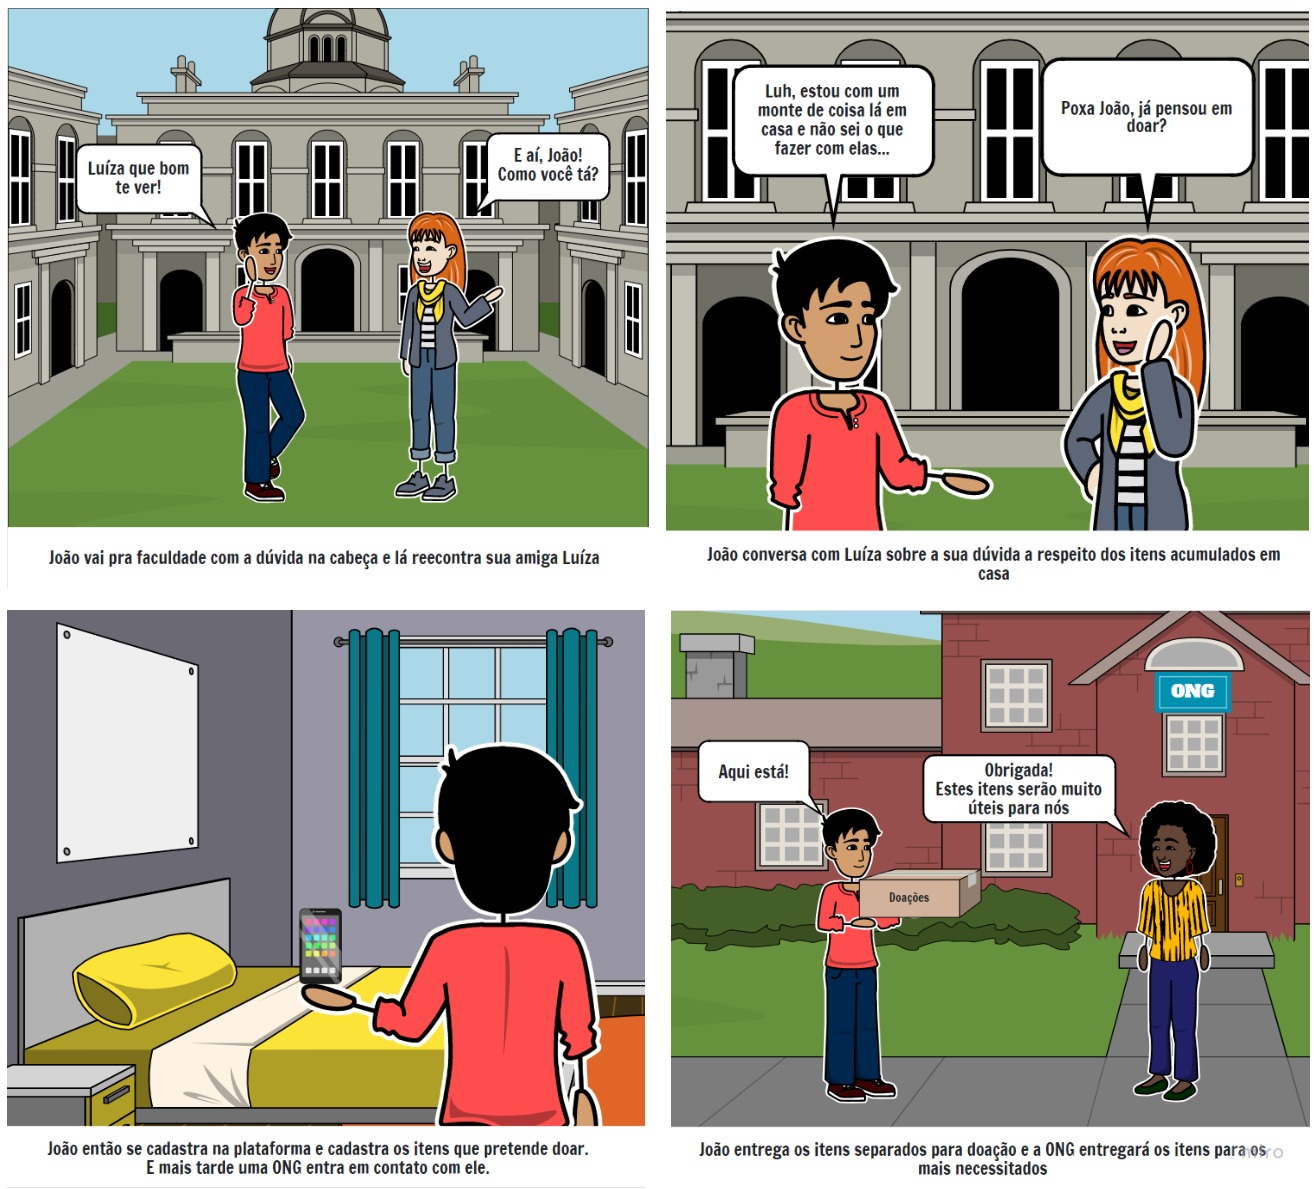 Luíza que bom
te ver!
E aí, João!
Como você tá?
João vai pra faculdade com a dúvida na cabeça e lá reecontra sua amiga Luíza
Luh, estou com um
monte de coisa lá em
casa e não sei o que
fazer com elas...
Poxa João, já pensou em
doar?
João conversa com Luíza sobre a sua dúvida a respeito dos itens acumulados em
casa
João então se cadastra na plataforma e cadastra os itens que pretende doar.
E mais tarde uma ONG entra em contato com ele.
ONG
Aqui está!
Obrigada!
Estes itens serão muito
úteis para nós
Doações
João entrega os itens separados para doação e a ONG entregará os itens para os
mais necessitados
miro